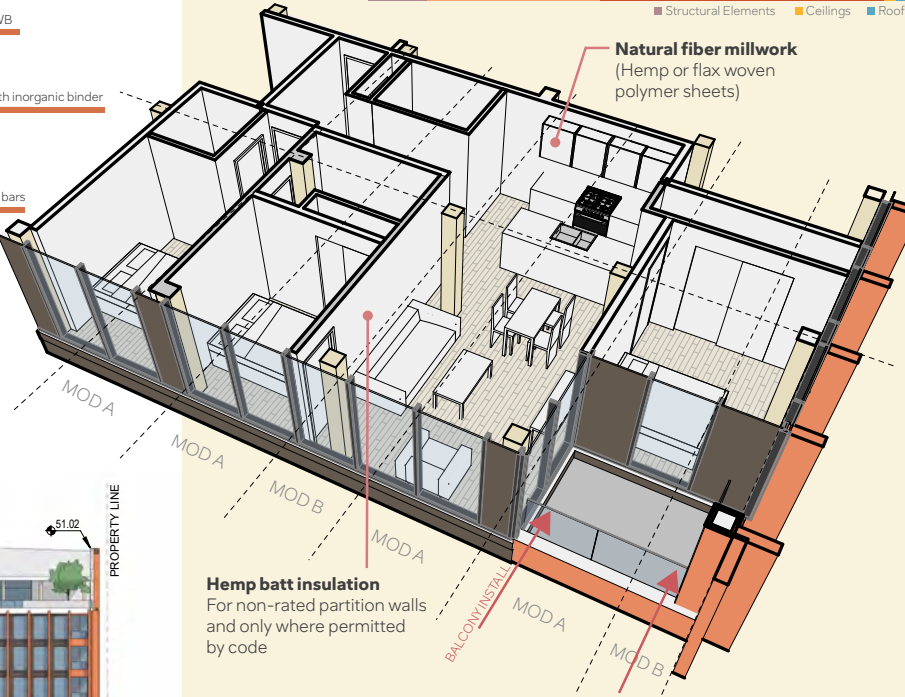 WB
th inorganic binder
bars
Structural Elements
Ceilings
Roof
Natural fiber millwork
(Hemp or flax woven
polymer sheets)
MOD A
MOD A
MOD B
MOD A
MOD A
MOD B
BALCONY INSTALL
Hemp batt insulation
For non-rated partition walls
and only where permitted
by code
51.02
PROPERTY LINE